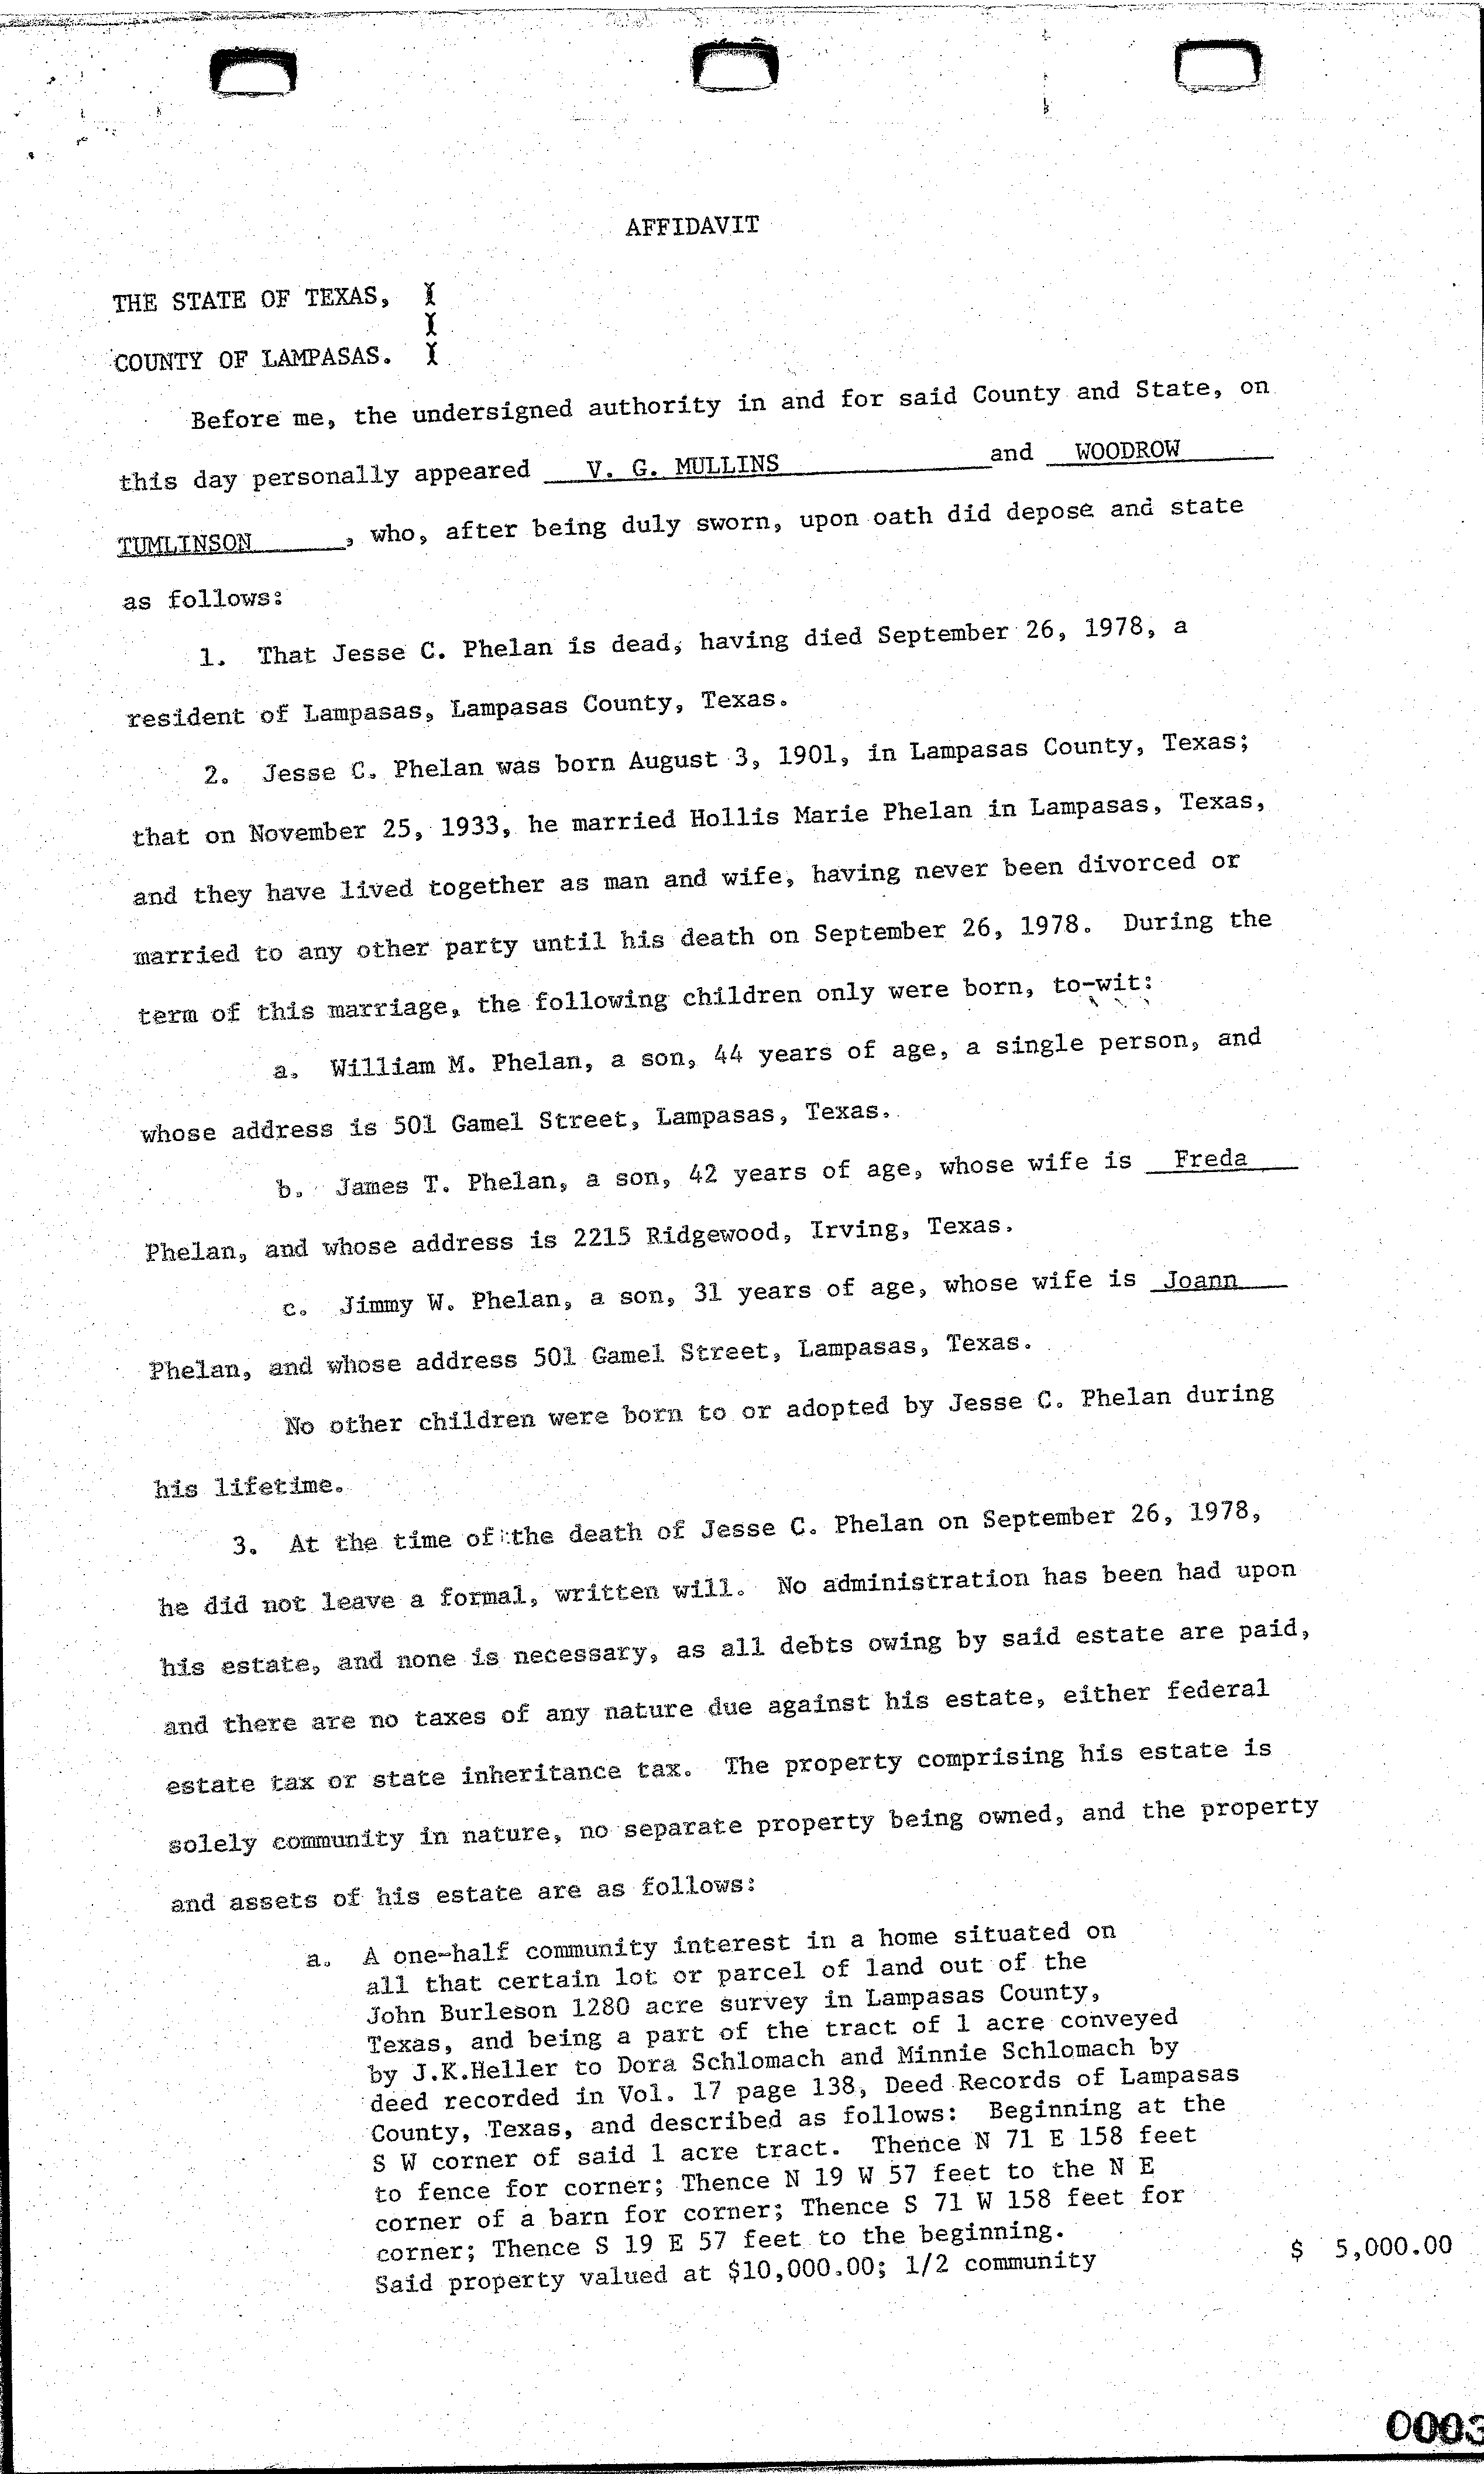 AFFIDAVIT
THE STATE OF TEXAS, X
X
COUNTY OF LAMPASAS. X
Before me, the undersigned authority in and for said County and State, on
this day personally appeared V. G. MULLINS and WOODROW
TUMLINSON , who, after being duly sworn, upon oath did depose and state
as follows:
1. That Jesse C. Phelan is dead, having died September 26, 1978, a
resident of Lampasas, Lampasas County, Texas.
2. Jesse C. Phelan was born August 3, 1901, in Lampasas County, Texas;
that on November 25, 1933, he married Hollis Marie Phelan in Lampasas, Texas,
and they have lived together as man and wife, having never been divorced or
married to any other party until his death on September 26, 1978. During the
term of this marriage, the following children only were born, to-wit:
a. William M. Phelan, a son, 44 years of age, a single person, and
whose address is 501 Gamel Street, Lampasas, Texas.
b. James T. Phelan, a son, 42 years of age, whose wife is Freda
Phelan, and whose address is 2215 Ridgewood, Irving, Texas.
c. Jimmy W. Phelan, a son, 31 years of age, whose wife is Joann
Phelan, and whose address 501 Gamel Street, Lampasas, Texas.
No other children were born to or adopted by Jesse C. Phelan during
his lifetime.
3. At the time of the death of Jesse C. Phelan on September 26, 1978,
he did not leave a formal, written will. No administration has been had upon
his estate, and none is necessary, as all debts owing by said estate are paid,
and there are no taxes of any nature due against his estate, either federal
estate tax or state inheritance tax. The property comprising his estate is
solely community in nature, no separate property being owned, and the property
and assets of his estate are as follows:
a. A one-half community interest in a home situated on
all that certain lot or parcel of land out of the
John Burleson 1280 acre survey in Lampasas County,
Texas, and being a part of the tract of 1 acre conveyed
by J.K.Heller to Dora Schlomach and Minnie Schlomach by
deed recorded in Vol. 17 page 138, Deed Records of Lampasas
County, Texas, and described as follows: Beginning at the
S W corner of said 1 acre tract. Thence N 71 E 158 feet
to fence for corner; Thence N 19 W 57 feet to the N E
corner of a barn for corner; Thence S 71 W 158 feet for
corner; Thence S 19 E 57 feet to the beginning.
Said property valued at $10,000.00; 1/2 community $ 5,000.00
0003